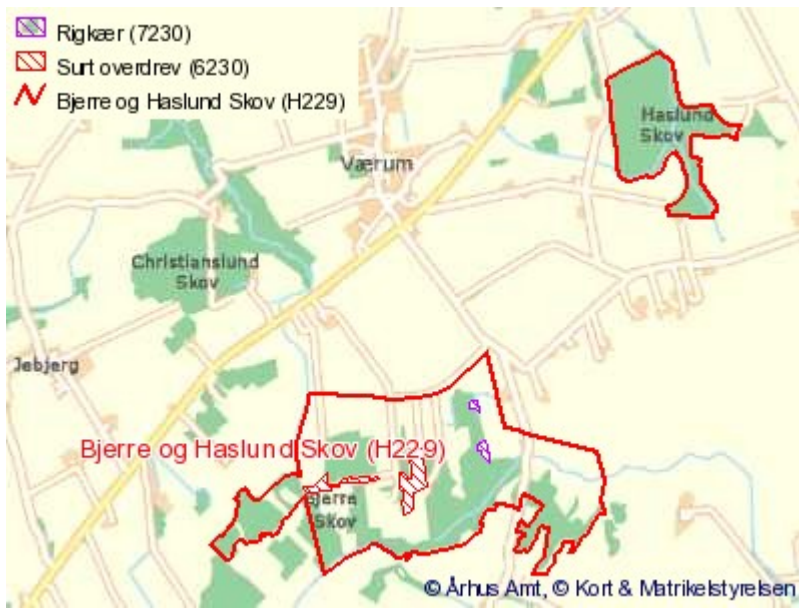 Rigkær (7230)
Surt overdrev (6230)
Bjerre og Haslund Skov (H229)
Haslund
Skov
Værum
Christianslund
Skov
Jebjerg
Bjerre og Haslund Skov (H229)
Bjerre
Skov
© Århus Amt, © Kort & Matrikelstyrelsen